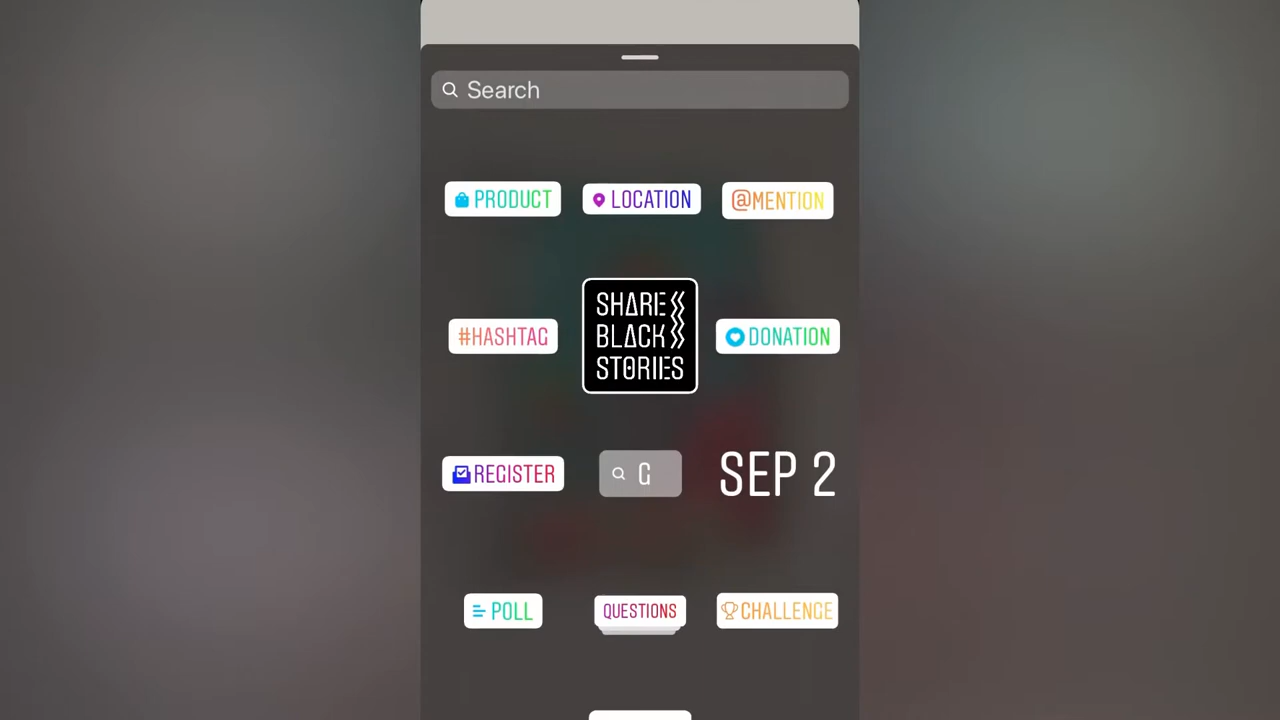 Search
PRODUCT
LOCATION
@MENTION
#HASHTAG
SHARE
BLACK
STORIES
DONATION
REGISTER
G
SEP 2
POLL
QUESTIONS
CHALLENGE